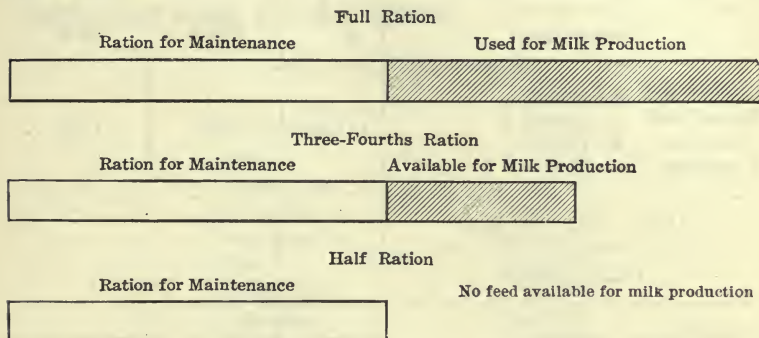 Full Ration
Ration for Maintenance Used for Milk Production
Three-Fourths Ration
Ration for Maintenance Available for Milk Production
Half Ration
Ration for Maintenance No feed available for milk production